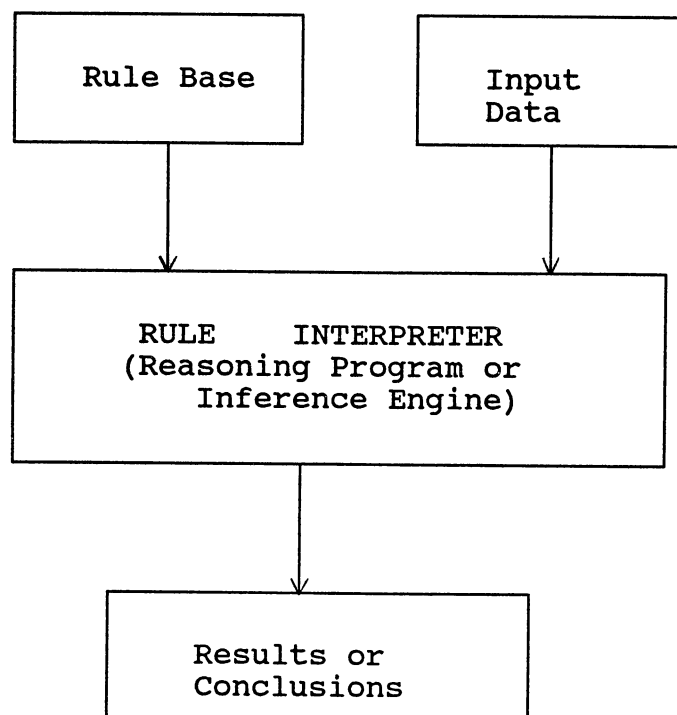 Rule Base
Input
Data
RULE INTERPRETER
(Reasoning Program or
Inference Engine)
Results or
Conclusions